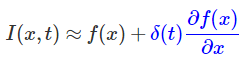 I(x,t) ≈ f(x) + δ(t) ∂f(x)/∂x